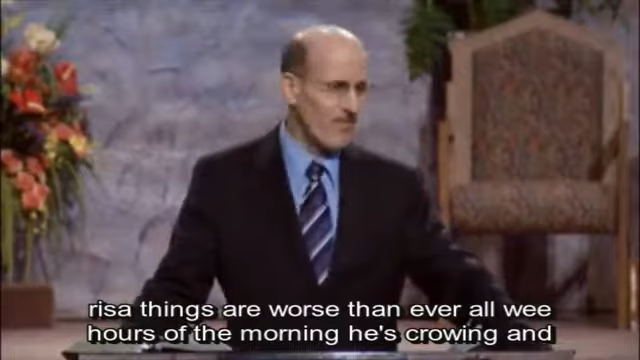 risa things are worse than ever all wee
hours of the morning he's crowing and